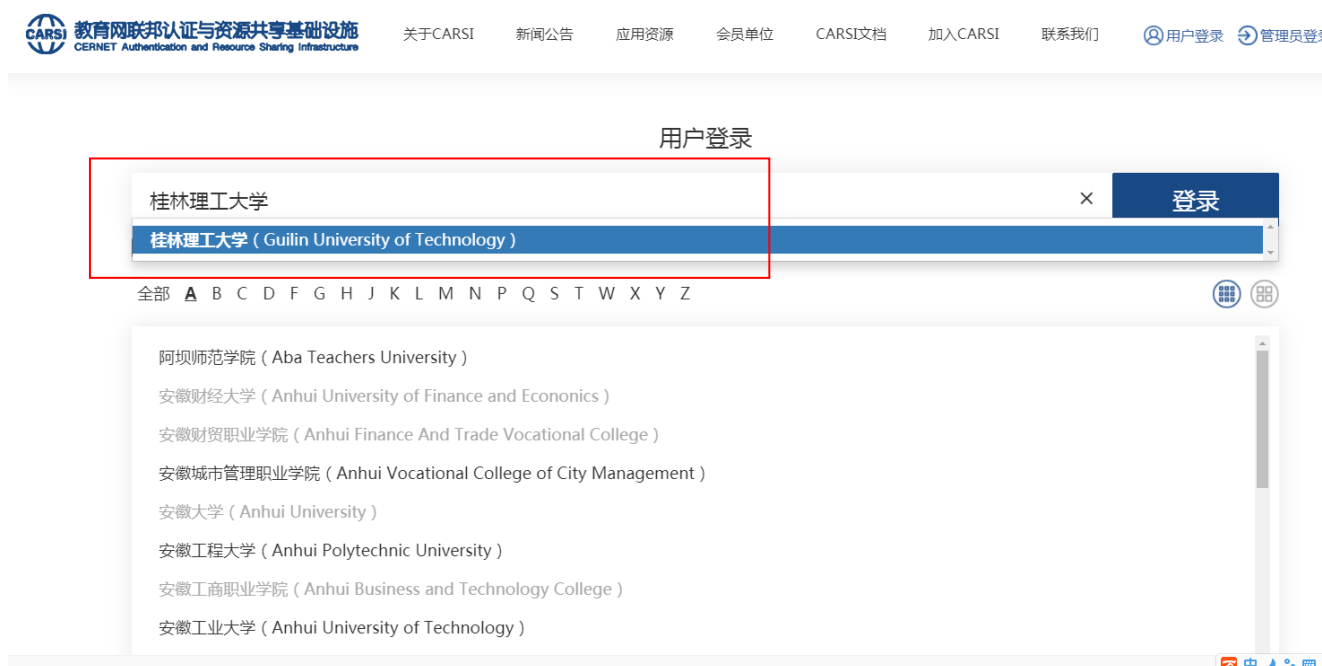 CARSI 教育网联邦认证与资源共享基础设施
CERNET Authentication and Resource Sharing Infrastructure
关于CARSI 新闻公告 应用资源 会员单位 CARSI文档 加入CARSI 联系我们 用户登录 管理员登录
用户登录
桂林理工大学 × 登录
桂林理工大学 ( Guilin University of Technology )
全部 A B C D F G H J K L M N P Q S T W X Y Z
阿坝师范学院 ( Aba Teachers University )
安徽财经大学 ( Anhui University of Finance and Econonics )
安徽财贸职业学院 ( Anhui Finance And Trade Vocational College )
安徽城市管理职业学院 ( Anhui Vocational College of City Management )
安徽大学 ( Anhui University )
安徽工程大学 ( Anhui Polytechnic University )
安徽工商职业学院 ( Anhui Business and Technology College )
安徽工业大学 ( Anhui University of Technology )
中